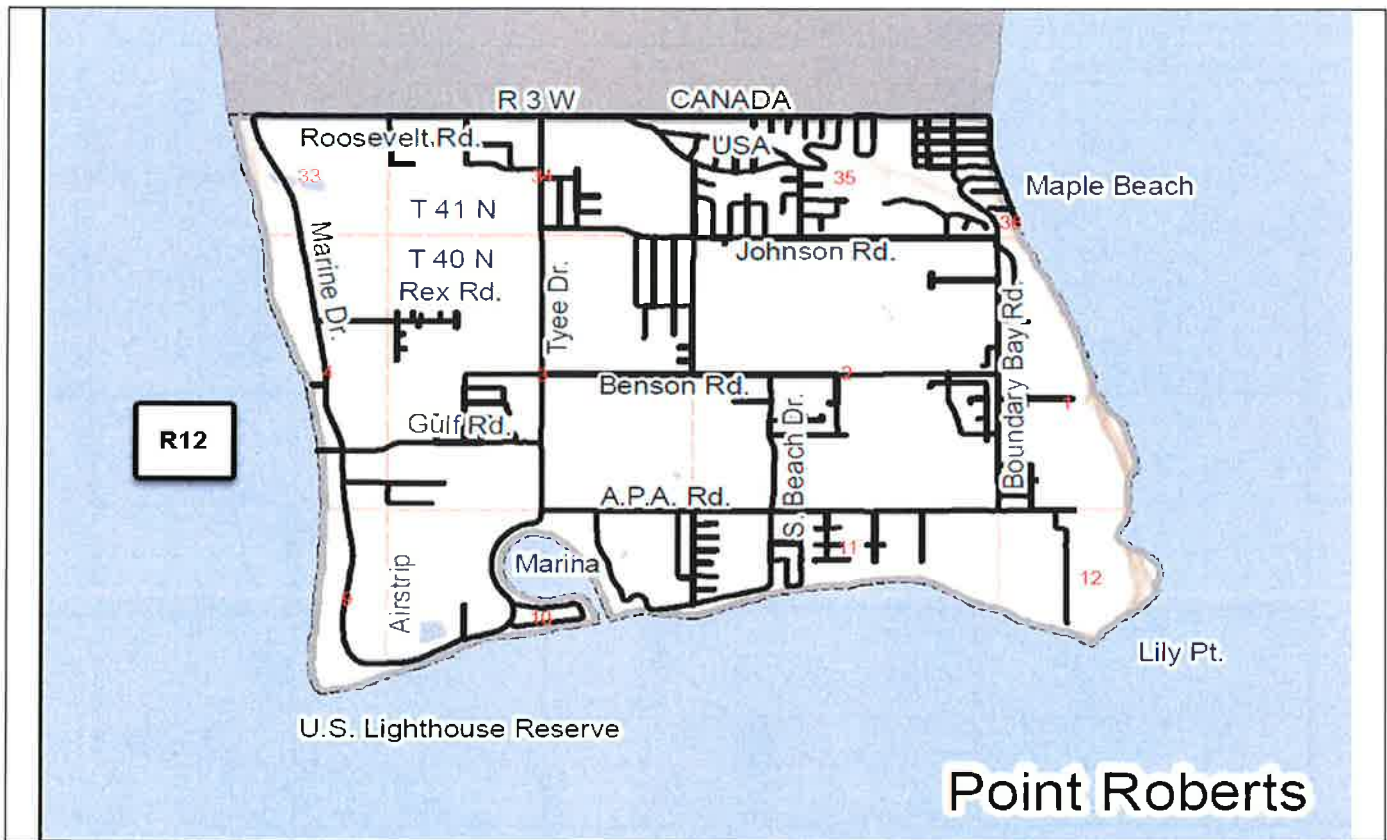 R 3 W
CANADA
Roosevelt Rd.
USA
33
34
35
Maple Beach
T 41 N
36
Marine Dr.
T 40 N
Johnson Rd.
Rex Rd.
Tyee Dr.
Boundary Bay Rd.
4
3
Benson Rd.
2
1
R12
Gulf Rd.
S. Beach Dr.
A.P.A. Rd.
Airstrip
Marina
11
12
9
10
Lily Pt.
U.S. Lighthouse Reserve
Point Roberts